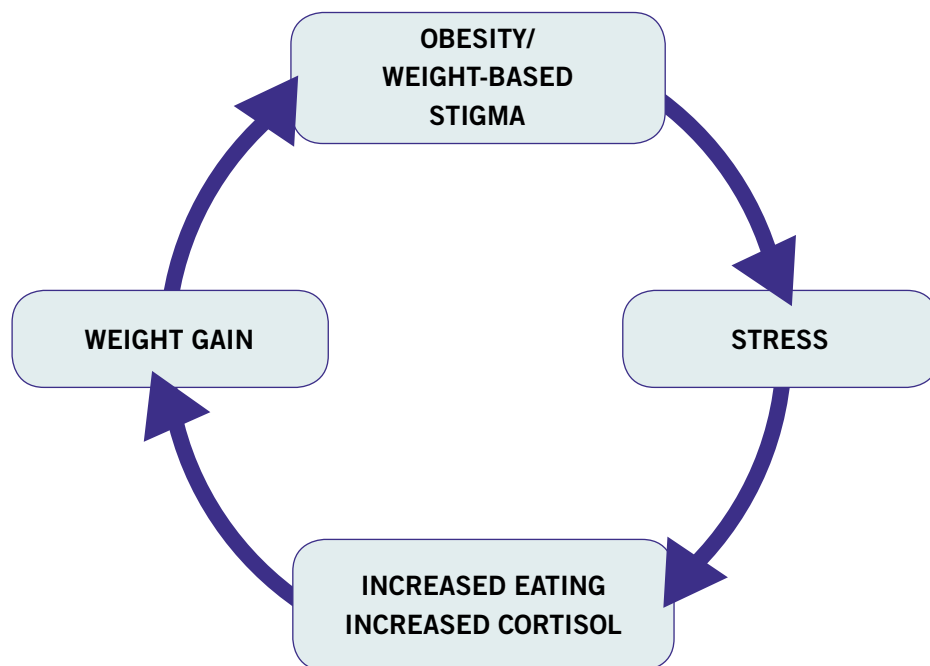 OBESITY/
WEIGHT-BASED
STIGMA
WEIGHT GAIN
STRESS
INCREASED EATING
INCREASED CORTISOL